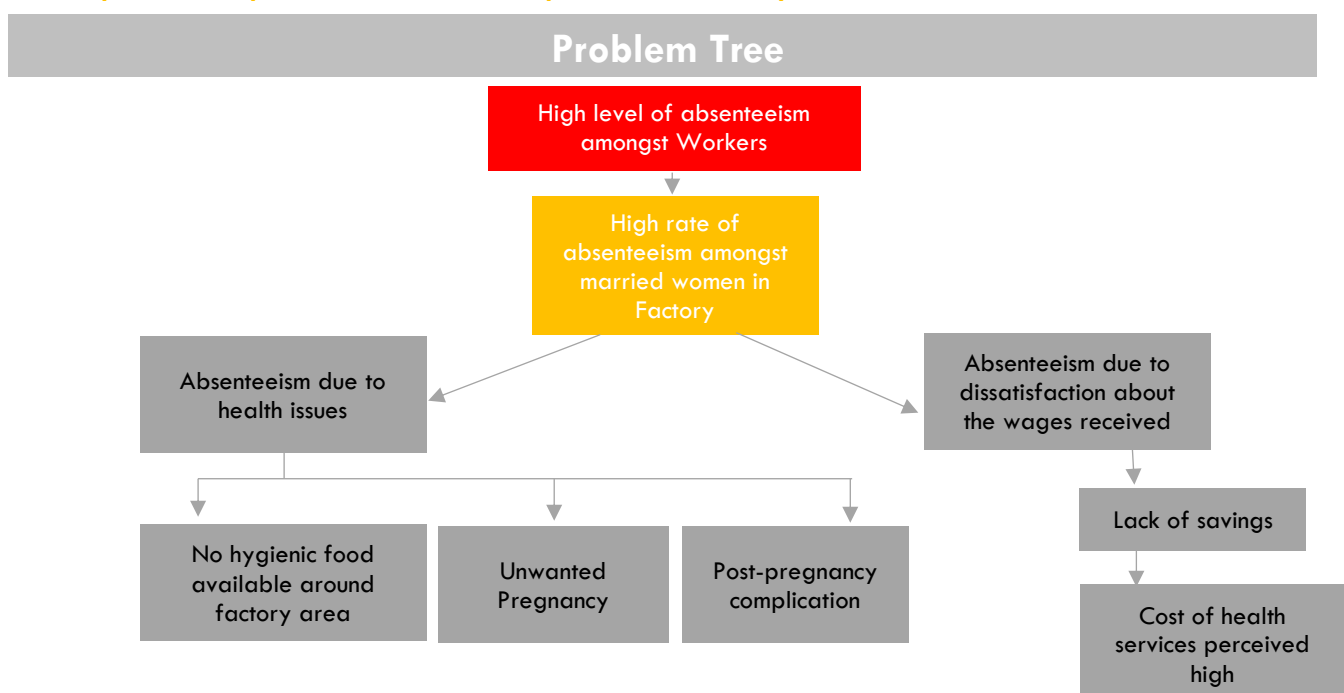 Problem Tree
High level of absenteeism
amongst Workers
High rate of
absenteeism amongst
married women in
Factory
Absenteeism due to
health issues
Absenteeism due to
dissatisfaction about
the wages received
No hygienic food
available around
factory area
Unwanted
Pregnancy
Post-pregnancy
complication
Lack of savings
Cost of health
services perceived
high